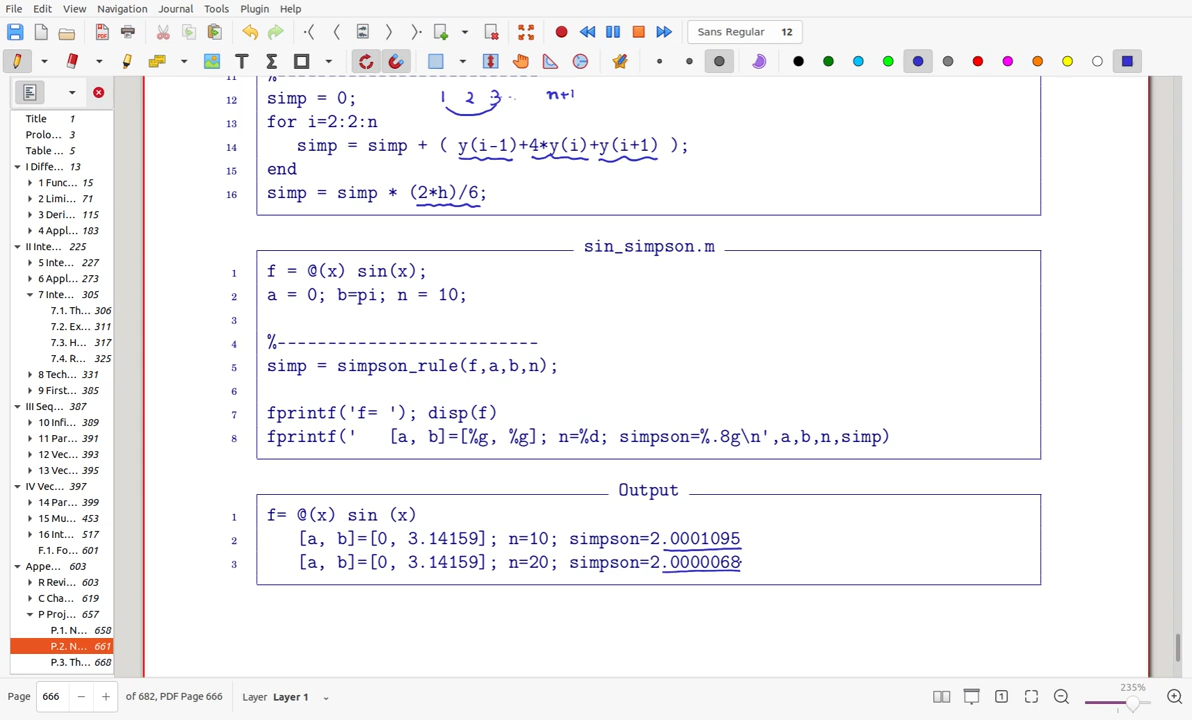 File Edit View Navigation Journal Tools Plugin Help
Sans Regular 12
Title 1
Prolo... 3
Table ... 5
I Diffe... 13
1 Func... 15
2 Limi... 71
3 Deri... 115
4 Appl... 183
II Inte... 225
5 Inte... 227
6 Appl... 273
7 Inte... 305
7.1. Th... 306
7.2. Ex... 311
7.3. H... 317
7.4. R... 325
8 Tech... 331
9 First... 385
III Seq... 387
10 Infi... 389
11 Par... 391
12 Vec... 393
13 Vec... 395
IV Vec... 397
14 Par... 399
15 Mu... 453
16 Int... 517
F.1. Fo... 601
Appe... 603
R Revi... 603
C Cha... 619
P Proj... 657
P.1. N... 658
P.2. N... 661
P.3. Th... 668
11 %--------------------------
12 simp = 0; 1 2 3 .. n+1
13 for i=2:2:n
14 simp = simp + ( y(i-1)+4*y(i)+y(i+1) );
15 end
16 simp = simp * (2*h)/6;
sin_simpson.m
1 f = @(x) sin(x);
2 a = 0; b=pi; n = 10;
3
4 %--------------------------
5 simp = simpson_rule(f,a,b,n);
6
7 fprintf('f= '); disp(f)
8 fprintf('   [a, b]=[%g, %g]; n=%d; simpson=%.8g\n',a,b,n,simp)
Output
1 f= @(x) sin (x)
2 [a, b]=[0, 3.14159]; n=10; simpson=2.0001095
3 [a, b]=[0, 3.14159]; n=20; simpson=2.0000068
Page 666 − + of 682, PDF Page 666 Layer Layer 1 235%